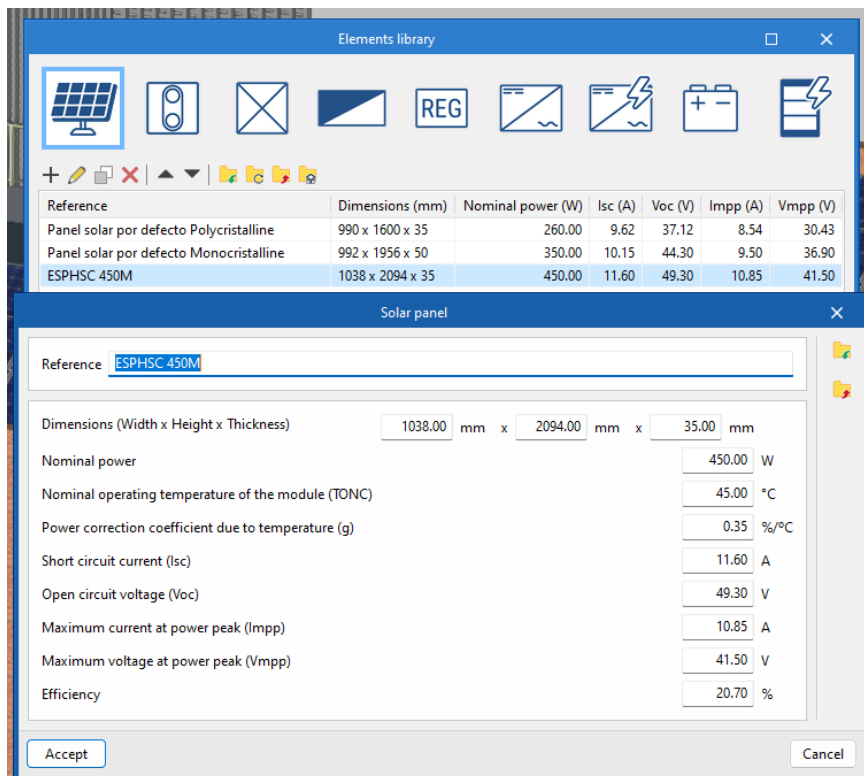 Elements library
REG
Reference Dimensions (mm) Nominal power (W) Isc (A) Voc (V) Impp (A) Vmpp (V)
Panel solar por defecto Polycristalline 990 x 1600 x 35 260.00 9.62 37.12 8.54 30.43
Panel solar por defecto Monocristalline 992 x 1956 x 50 350.00 10.15 44.30 9.50 36.90
ESPHSC 450M 1038 x 2094 x 35 450.00 11.60 49.30 10.85 41.50
Solar panel
Reference ESPHSC 450M
Dimensions (Width x Height x Thickness) 1038.00 mm x 2094.00 mm x 35.00 mm
Nominal power 450.00 W
Nominal operating temperature of the module (TONC) 45.00 °C
Power correction coefficient due to temperature (g) 0.35 %/ºC
Short circuit current (Isc) 11.60 A
Open circuit voltage (Voc) 49.30 V
Maximum current at power peak (Impp) 10.85 A
Maximum voltage at power peak (Vmpp) 41.50 V
Efficiency 20.70 %
Accept Cancel